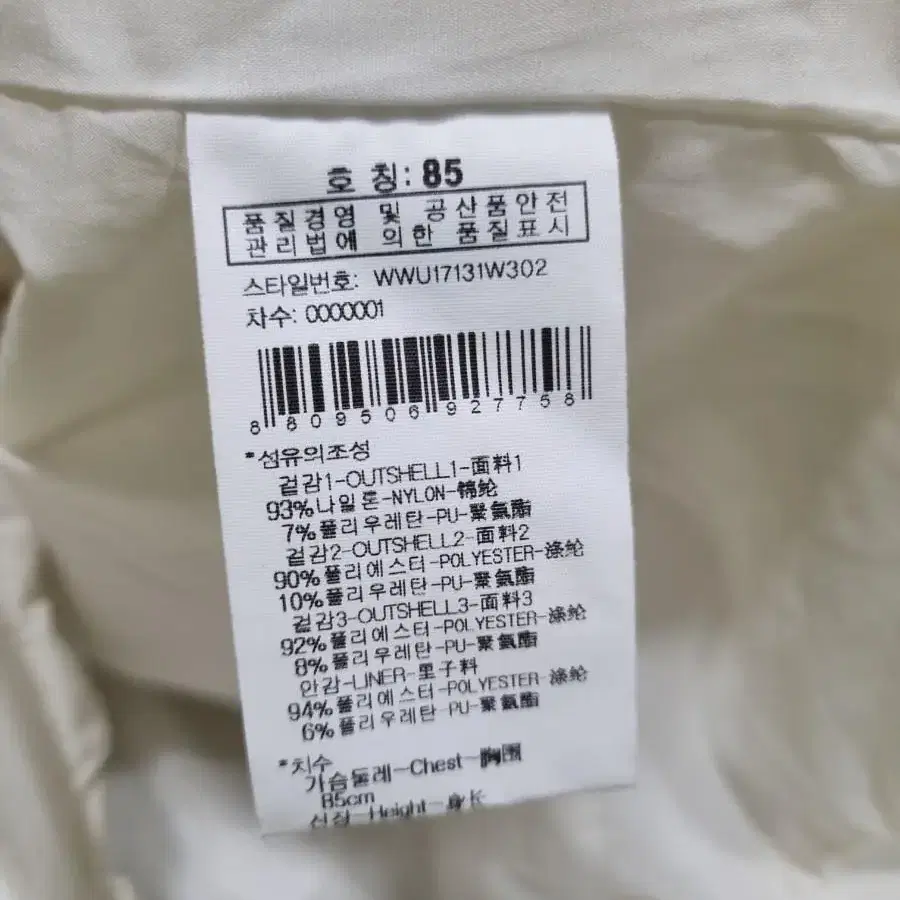 호 칭: 85
품질경영 및 공산품안전
관리법에 의한 품질표시
스타일번호: WWU17131W302
차수: 0000001
8809506927758
*섬유의조성
겉감1-OUTSHELL1-面料1
93%나일론-NYLON-锦纶
7%폴리우레탄-PU-聚氨酯
겉감2-OUTSHELL2-面料2
90%폴리에스터-POLYESTER-涤纶
10%폴리우레탄-PU-聚氨酯
겉감3-OUTSHELL3-面料3
92%폴리에스터-POLYESTER-涤纶
8%폴리우레탄-PU-聚氨酯
안감-LINER-里子料
94%폴리에스터-POLYESTER-涤纶
6%폴리우레탄-PU-聚氨酯
*치수
가슴둘레-Chest-胸围
85cm
신장-Height-身长